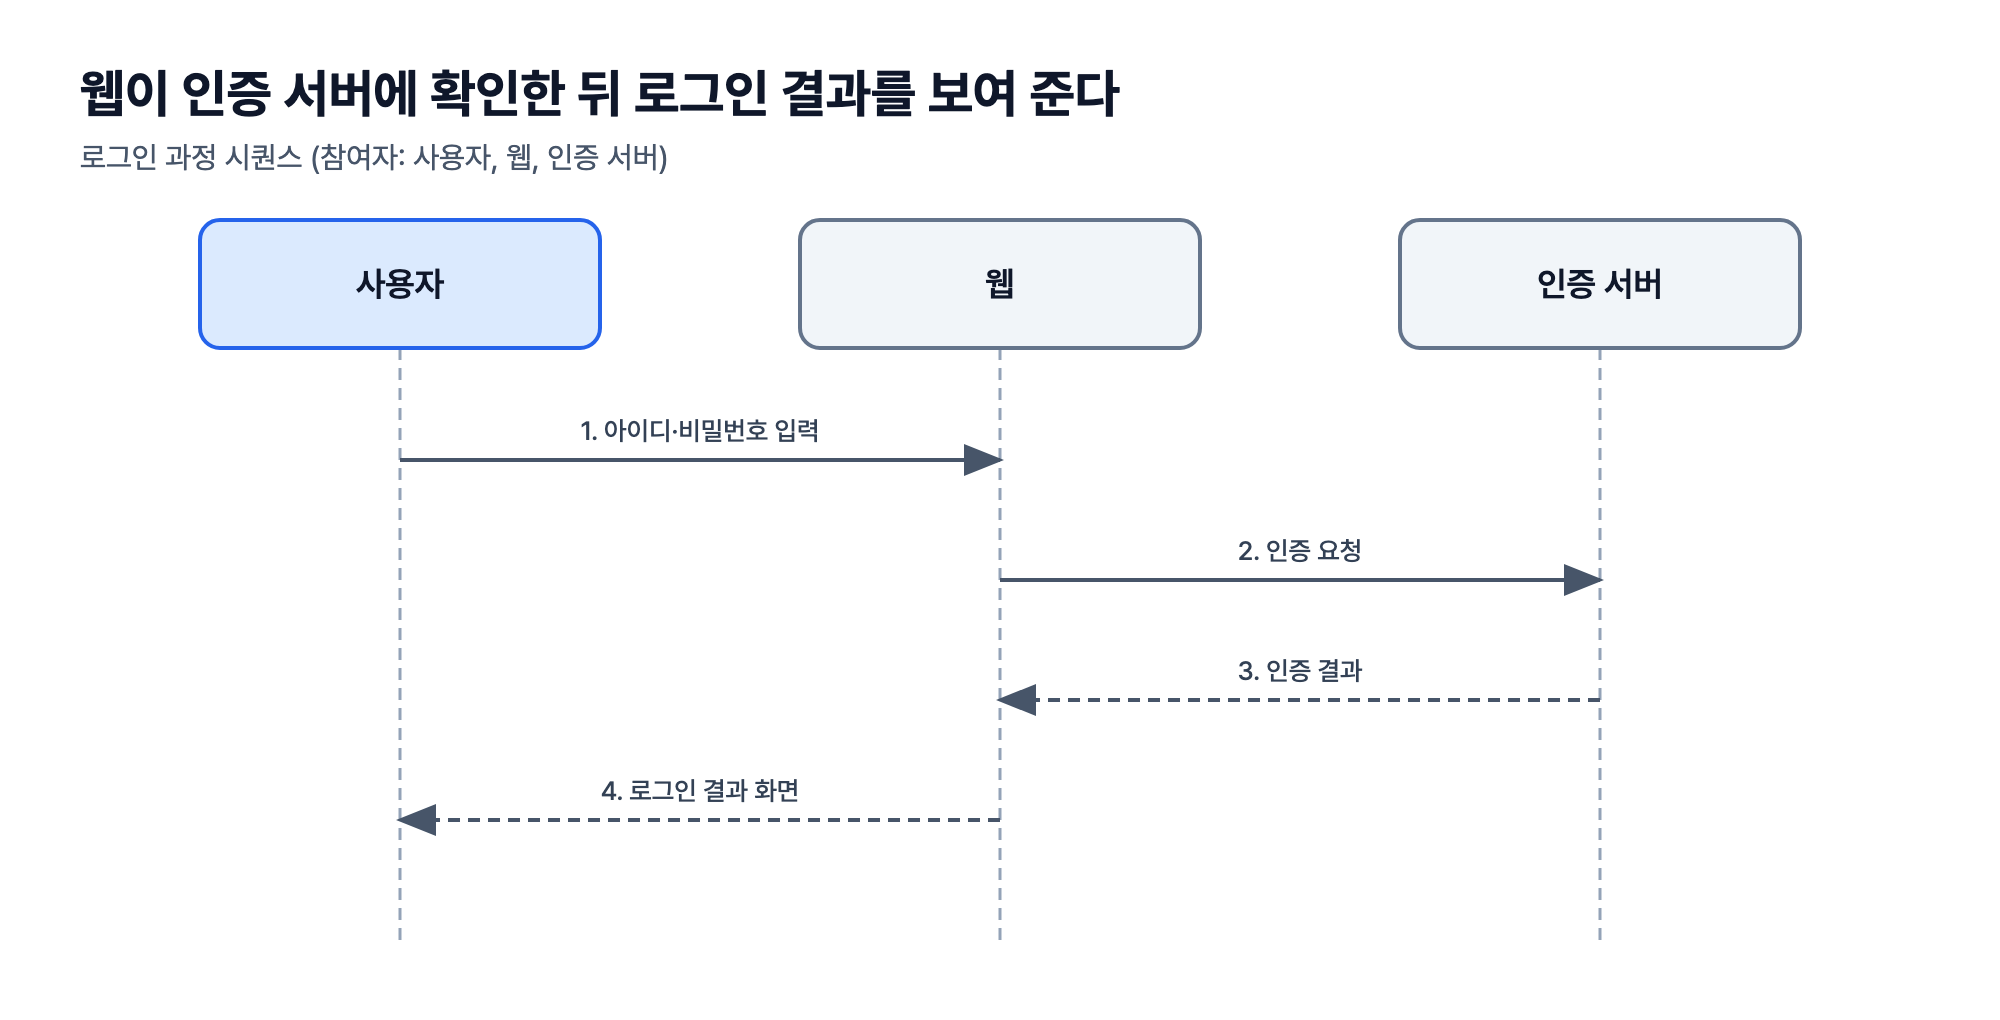 웹이 인증 서버에 확인한 뒤 로그인 결과를 보여 준다
로그인 과정 시퀀스 (참여자: 사용자, 웹, 인증 서버)
사용자
웹
인증 서버
1. 아이디·비밀번호 입력
2. 인증 요청
3. 인증 결과
4. 로그인 결과 화면